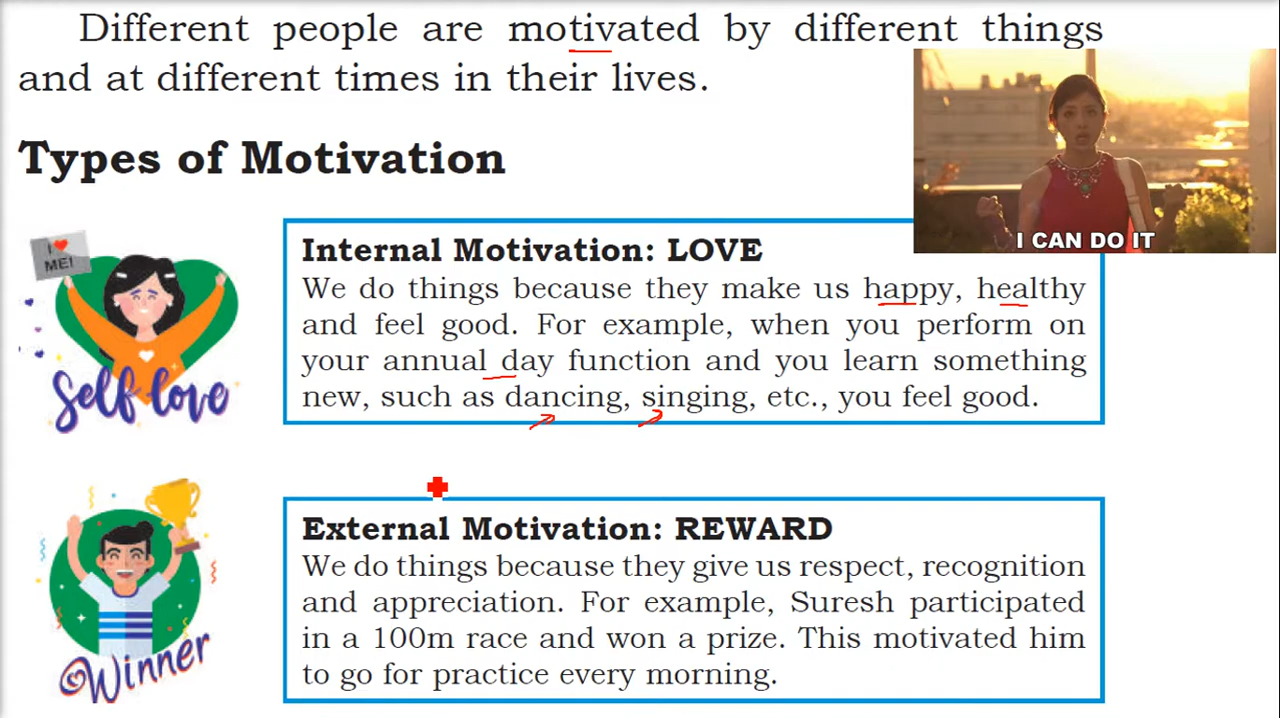 Different people are motivated by different things
and at different times in their lives.
Types of Motivation
I CAN DO IT
I ❤ ME!
Self love
Internal Motivation: LOVE
We do things because they make us happy, healthy
and feel good. For example, when you perform on
your annual day function and you learn something
new, such as dancing, singing, etc., you feel good.
Winner
External Motivation: REWARD
We do things because they give us respect, recognition
and appreciation. For example, Suresh participated
in a 100m race and won a prize. This motivated him
to go for practice every morning.